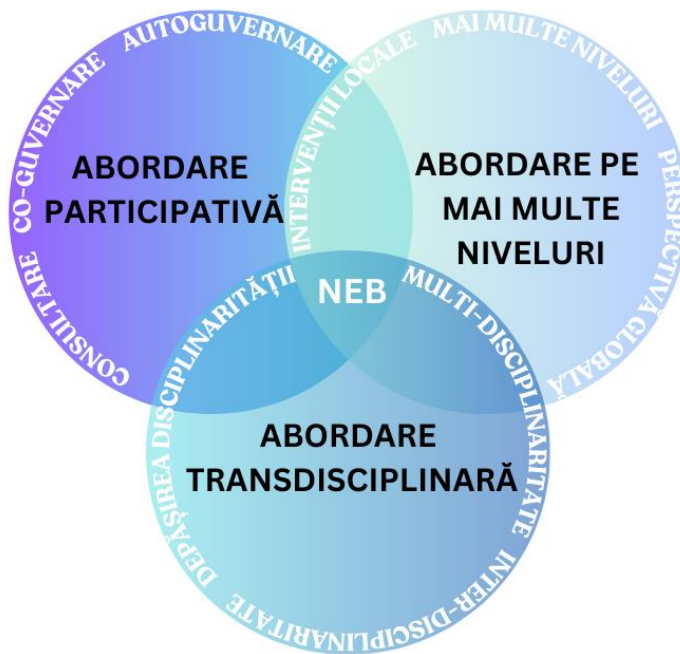 CONSULTARE CO-GUVERNARE AUTOGUVERNARE
ABORDARE
PARTICIPATIVĂ
INTERVENȚII LOCALE MAI MULTE NIVELURI PERSPECTIVĂ GLOBALĂ
ABORDARE PE
MAI MULTE
NIVELURI
NEB
MULTI-DISCIPLINARITATE INTER-DISCIPLINARITATE DEPĂȘIREA DISCIPLINARITĂȚII
ABORDARE
TRANSDISCIPLINARĂ